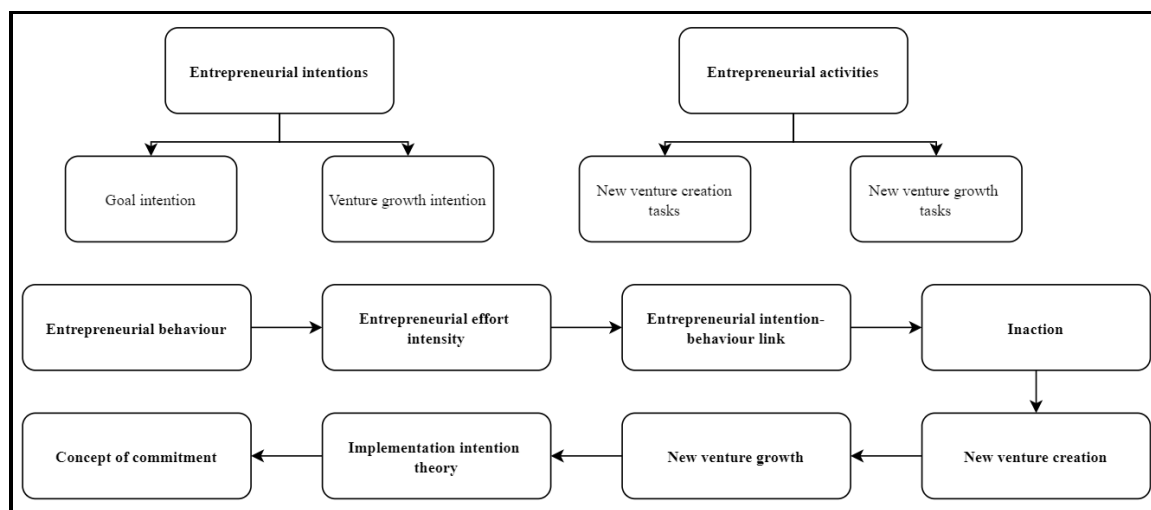 Entrepreneurial intentions
Entrepreneurial activities
Goal intention
Venture growth intention
New venture creation
tasks
New venture growth
tasks
Entrepreneurial behaviour
Entrepreneurial effort
intensity
Entrepreneurial intention-
behaviour link
Inaction
Concept of commitment
Implementation intention
theory
New venture growth
New venture creation